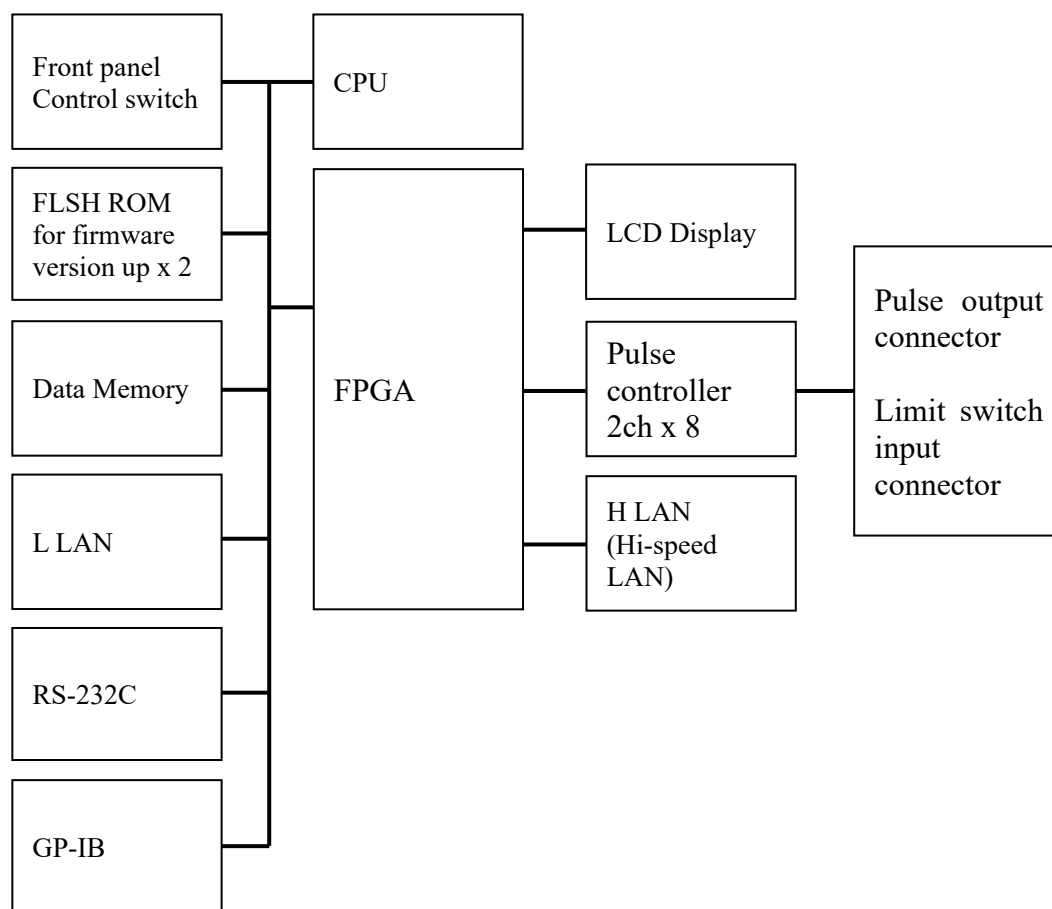 Front panel
Control switch
CPU
FLSH ROM
for firmware
version up x 2
FPGA
LCD Display
Pulse output
connector
Limit switch
input
connector
Data Memory
Pulse
controller
2ch x 8
L LAN
H LAN
(Hi-speed
LAN)
RS-232C
GP-IB